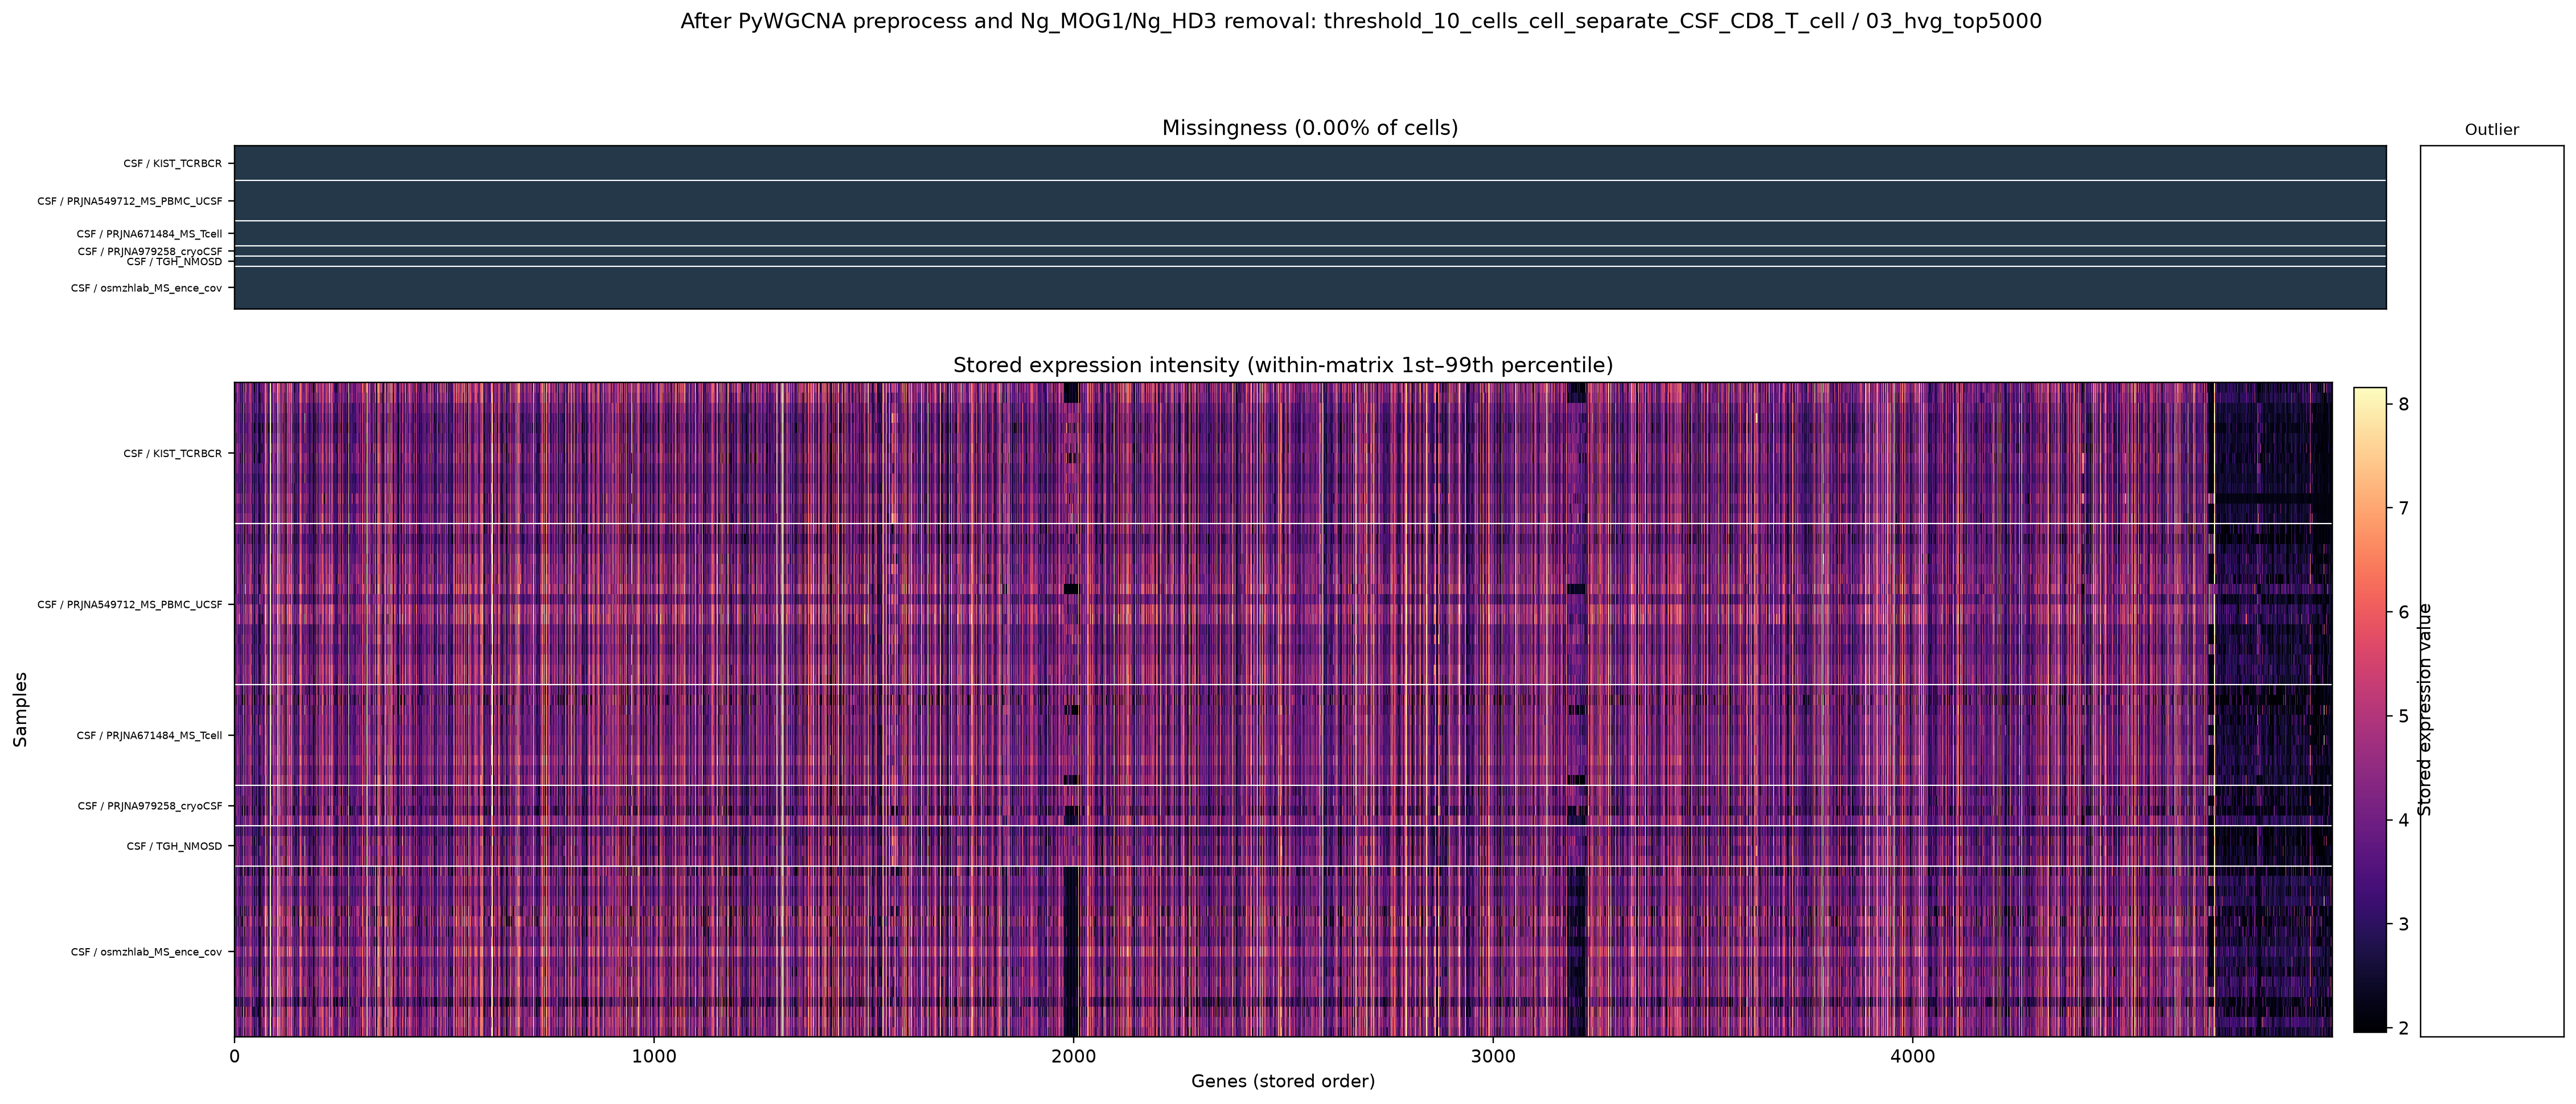 After PyWGCNA preprocess and Ng_MOG1/Ng_HD3 removal: threshold_10_cells_cell_separate_CSF_CD8_T_cell / 03_hvg_top5000
Missingness (0.00% of cells)
Outlier
CSF / KIST_TCRBCR
CSF / PRJNA549712_MS_PBMC_UCSF
CSF / PRJNA671484_MS_Tcell
CSF / PRJNA979258_cryoCSF
CSF / TGH_NMOSD
CSF / osmzhlab_MS_ence_cov
Stored expression intensity (within-matrix 1st–99th percentile)
Samples
CSF / KIST_TCRBCR
CSF / PRJNA549712_MS_PBMC_UCSF
CSF / PRJNA671484_MS_Tcell
CSF / PRJNA979258_cryoCSF
CSF / TGH_NMOSD
CSF / osmzhlab_MS_ence_cov
8
7
6
5
4
3
2
Stored expression value
0 1000 2000 3000 4000
Genes (stored order)